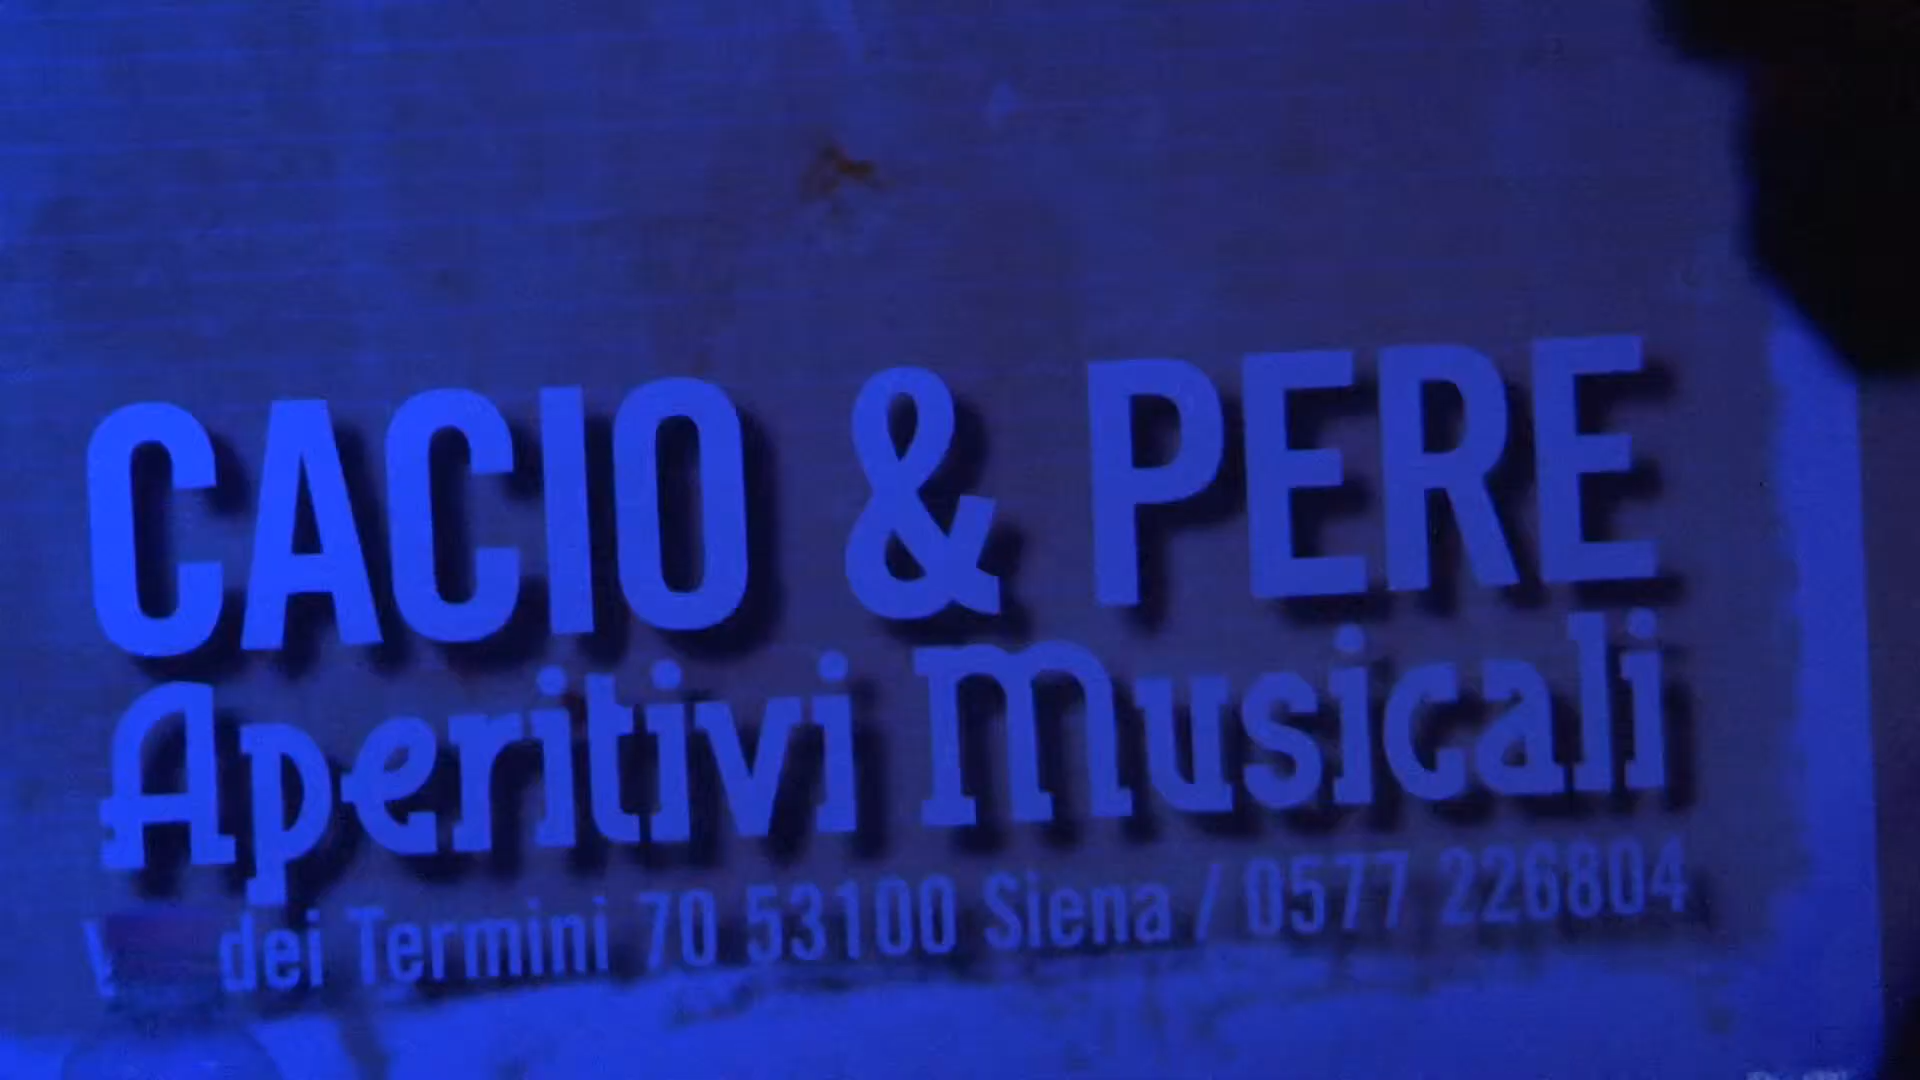 CACIO & PERE
Aperitivi Musicali
dei Termini 70 53100 Siena / 0577 226804